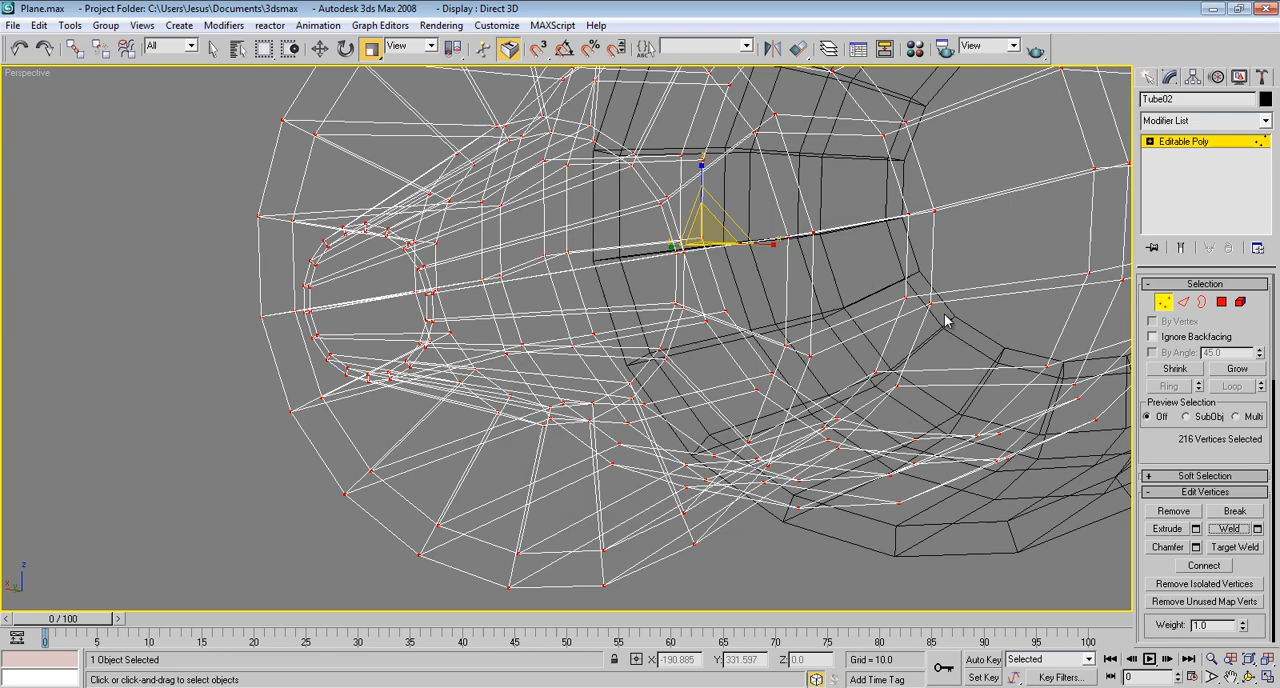 Plane.max - Project Folder: C:\Users\Jesus\Documents\3dsmax - Autodesk 3ds Max 2008 - Display : Direct 3D
File Edit Tools Group Views Create Modifiers reactor Animation Graph Editors Rendering Customize MAXScript Help
All View View
Perspective
Tube02
Modifier List
Editable Poly
- Selection
By Vertex
Ignore Backfacing
By Angle: 45.0
Shrink Grow
Ring Loop
Preview Selection
Off SubObj Multi
216 Vertices Selected
+ Soft Selection
- Edit Vertices
Remove Break
Extrude Weld
Chamfer Target Weld
Connect
Remove Isolated Vertices
Remove Unused Map Verts
Weight: 1.0
z
x
< 0 / 100 >
0 5 10 15 20 25 30 35 40 45 50 55 60 65 70 75 80 85 90 95 100
1 Object Selected X: -190.885 Y: 331.597 Z: 0.0 Grid = 10.0 Auto Key Selected
Click or click-and-drag to select objects Add Time Tag Set Key Key Filters... 0